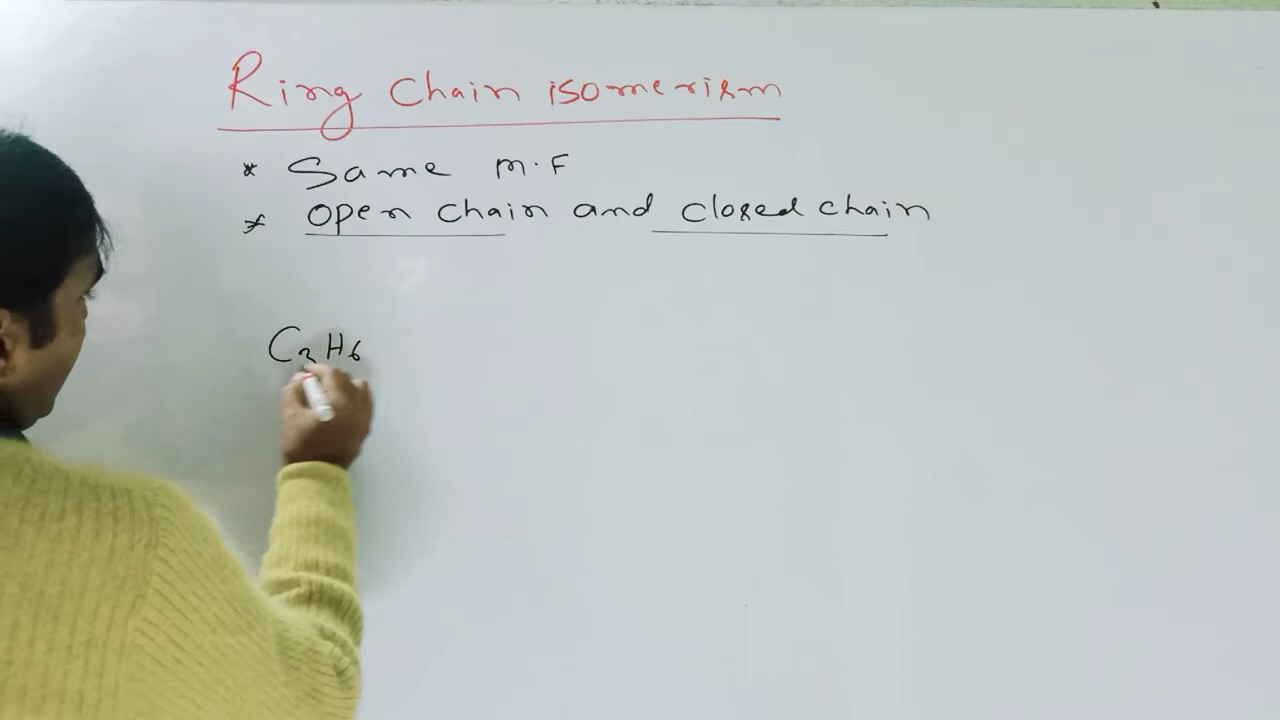 Ring Chain isomerism
* Same M.F
* open chain and closed chain
C3H6